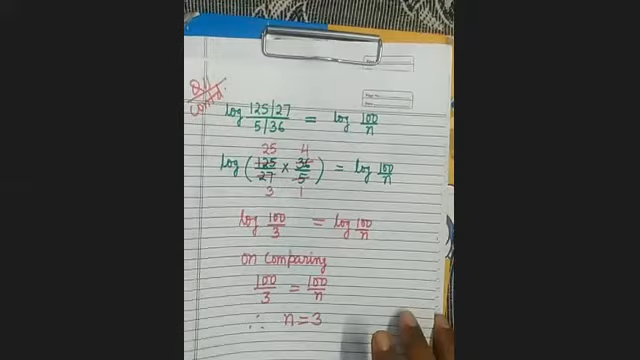 Q11
contd.
log (125/27)/(5/36) = log 100/n
25 4
log (125/27 × 36/5) = log 100/n
3 1
log 100/3 = log 100/n
on comparing
100/3 = 100/n
∴ n = 3